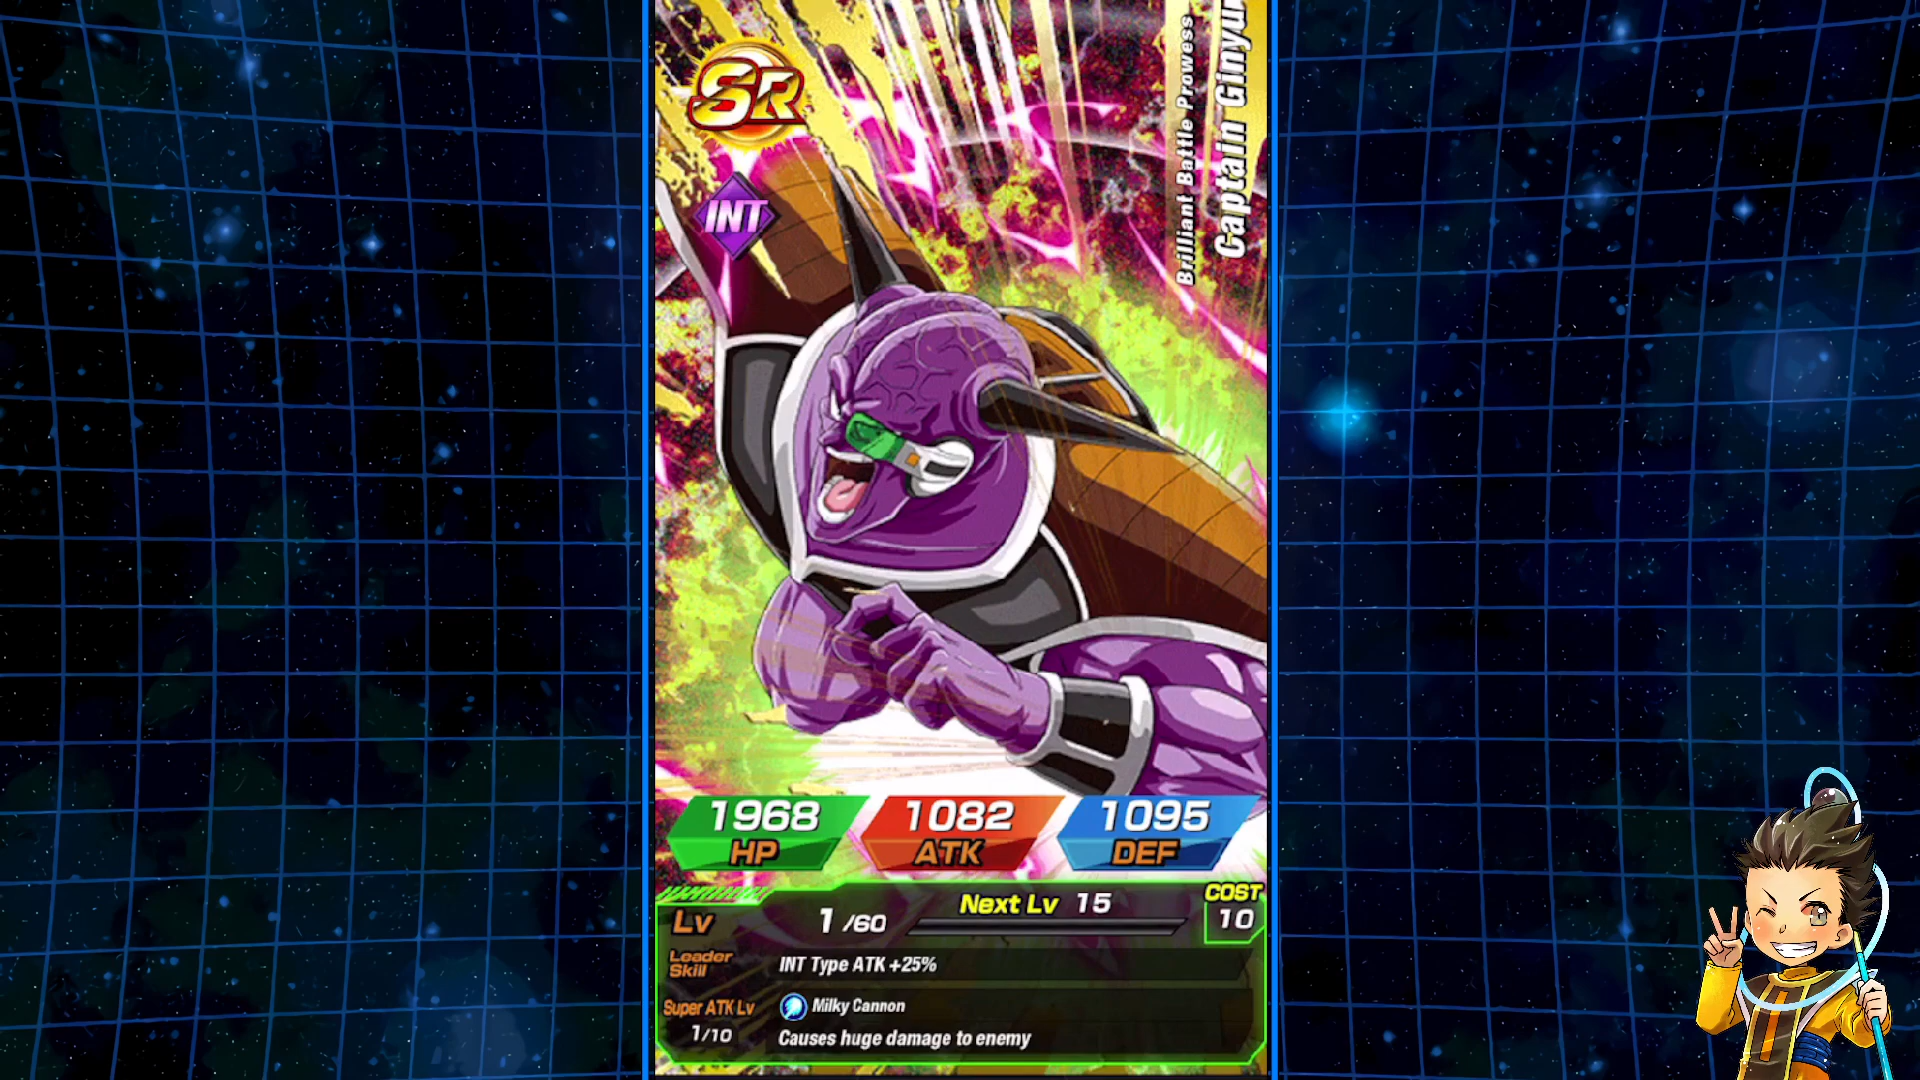 SR
INT
Brilliant Battle Prowess
Captain Ginyu
1968 HP
1082 ATK
1095 DEF
Lv 1/60
Next Lv 15
COST 10
Leader Skill INT Type ATK +25%
Super ATK Lv 1/10
Milky Cannon
Causes huge damage to enemy